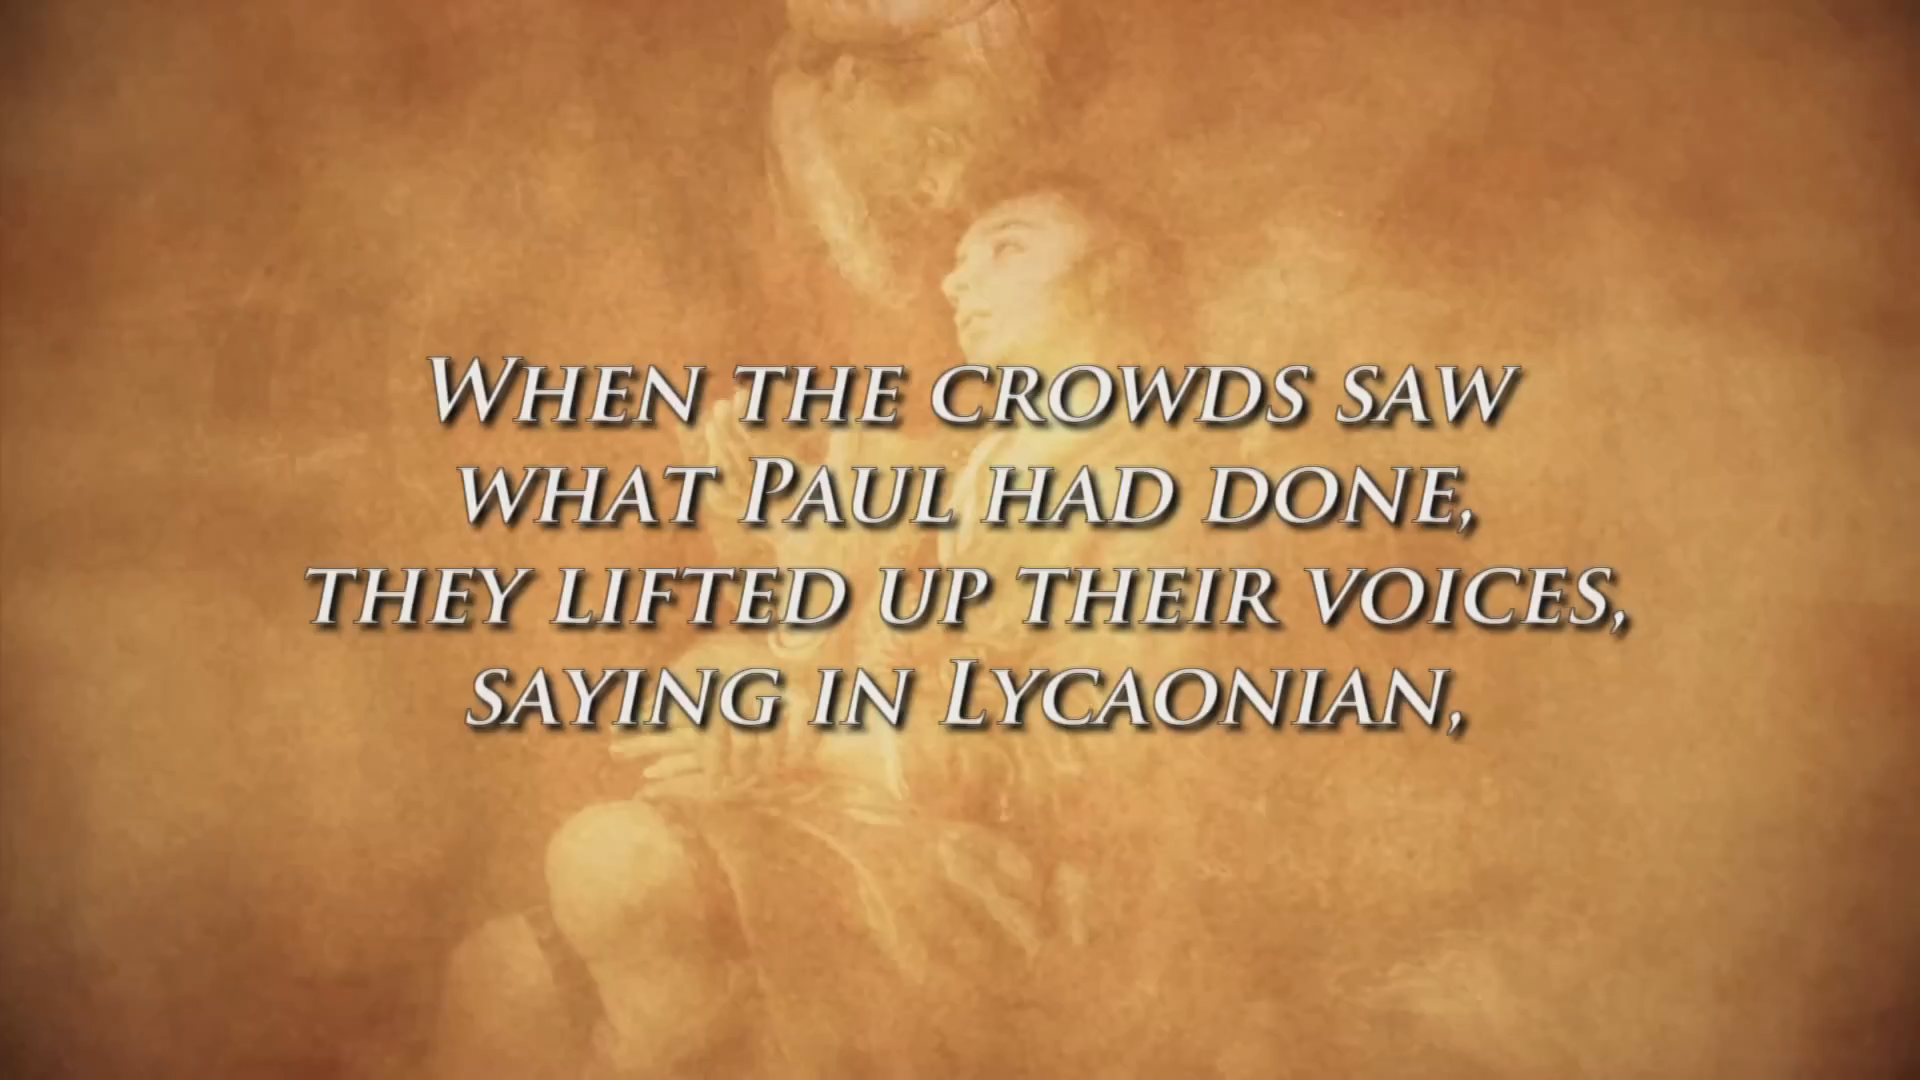 When the crowds saw
what Paul had done,
they lifted up their voices,
saying in Lycaonian,